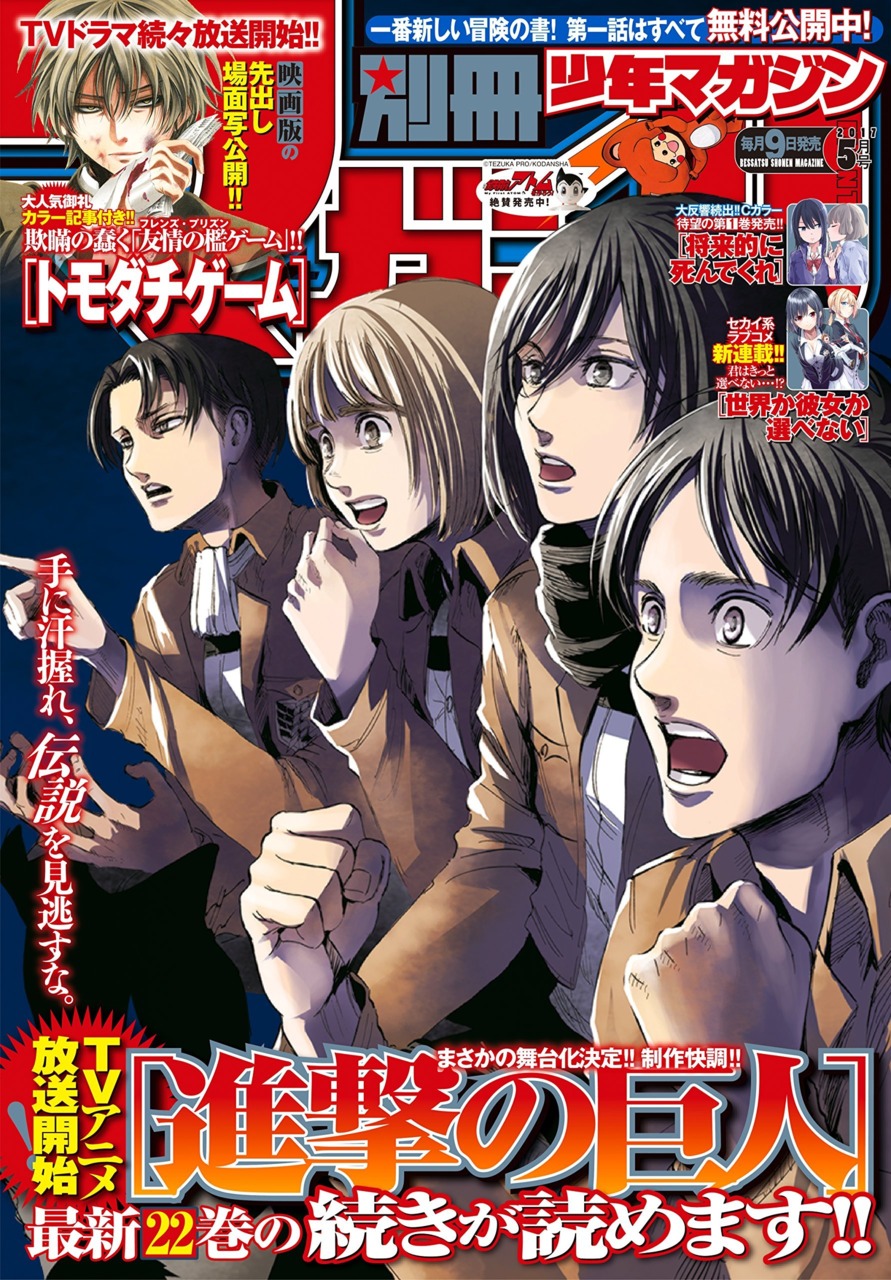 TVドラマ続々放送開始!!
映画版の
先出し
場面写公開!!
大人気御礼
カラー記事付き!!
フレンズ・プリズン
欺瞞の蠢く「友情の檻ゲーム」!!
[トモダチゲーム]
一番新しい冒険の書! 第一話はすべて無料公開中!
別冊少年マガジン
2017
5月号
毎月9日発売
BESSATSU SHONEN MAGAZINE
©TEZUKA PRO/KODANSHA
アトム
絶賛発売中!
大反響続出!!Cカラー
待望の第1巻発売!!
[将来的に
死んでくれ]
セカイ系
ラブコメ
新連載!!
君はきっと
選べない…!?
[世界か彼女か
選べない]
手に汗握れ、伝説を見逃すな。
TVアニメ
放送開始!
まさかの舞台化決定!! 制作快調!!
[進撃の巨人]
最新22巻の続きが読めます!!